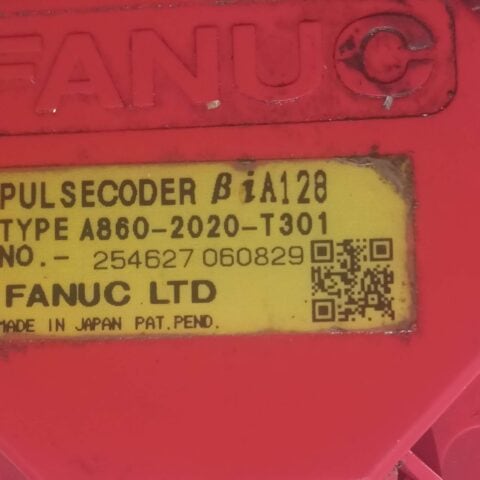 FANUC
PULSECODER βiA128
TYPE A860-2020-T301
NO.- 254627 060829
FANUC LTD
MADE IN JAPAN PAT.PEND.